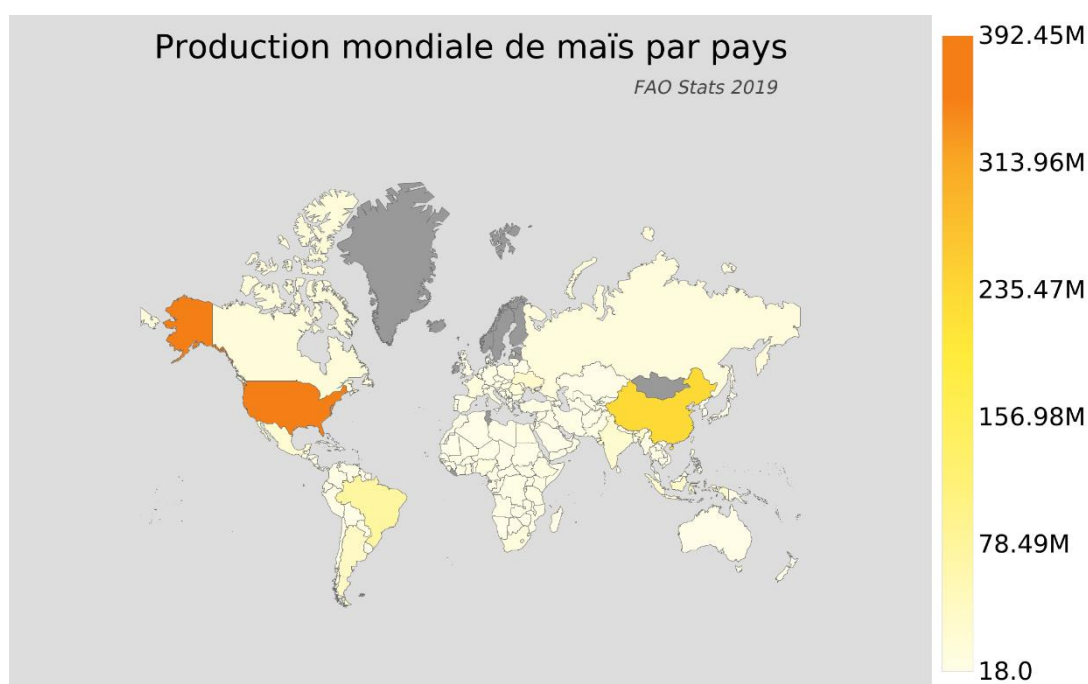 Production mondiale de maïs par pays
FAO Stats 2019
392.45M
313.96M
235.47M
156.98M
78.49M
18.0